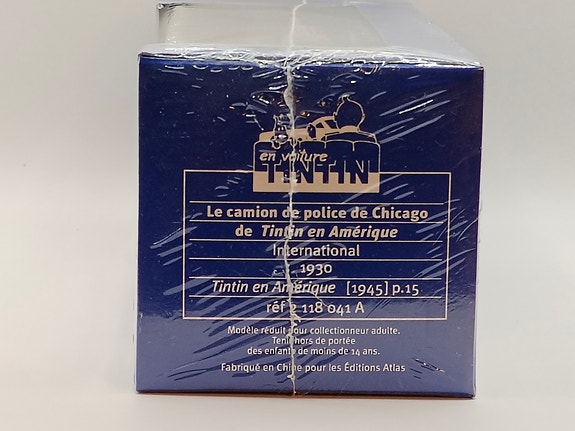 en voiture
TINTIN
Le camion de police de Chicago
de Tintin en Amérique
International
1930
Tintin en Amérique [1945] p.15
réf 2 118 041 A
Modèle réduit pour collectionneur adulte.
Tenir hors de portée
des enfants de moins de 14 ans.
Fabriqué en Chine pour les Éditions Atlas